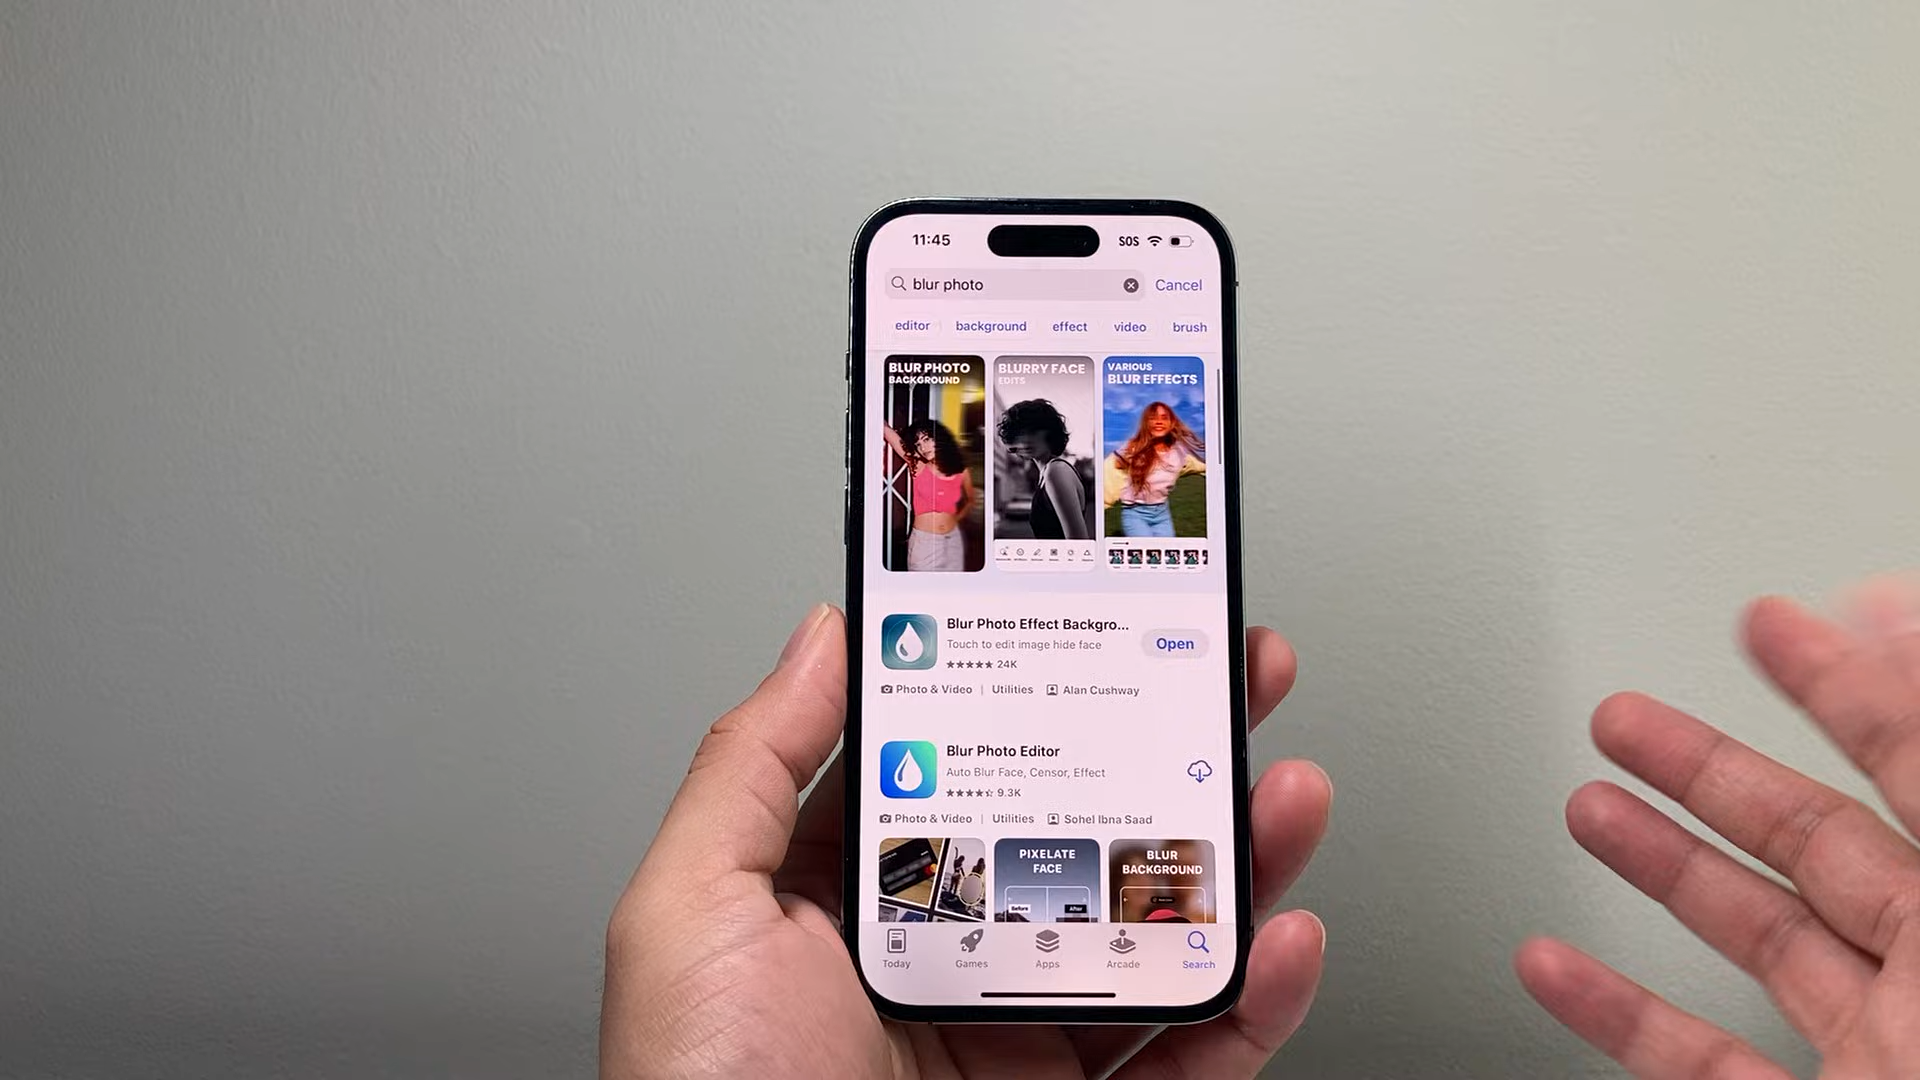 11:45
SOS
blur photo
Cancel
editor
background
effect
video
brush
BLUR PHOTO
BACKGROUND
BLURRY FACE
EDITS
VARIOUS
BLUR EFFECTS
Blur Photo Effect Backgro...
Touch to edit image hide face
24K
Open
Photo & Video
Utilities
Alan Cushway
Blur Photo Editor
Auto Blur Face, Censor, Effect
9.3K
Photo & Video
Utilities
Sohel Ibna Saad
PIXELATE
FACE
Before
After
BLUR
BACKGROUND
Today
Games
Apps
Arcade
Search